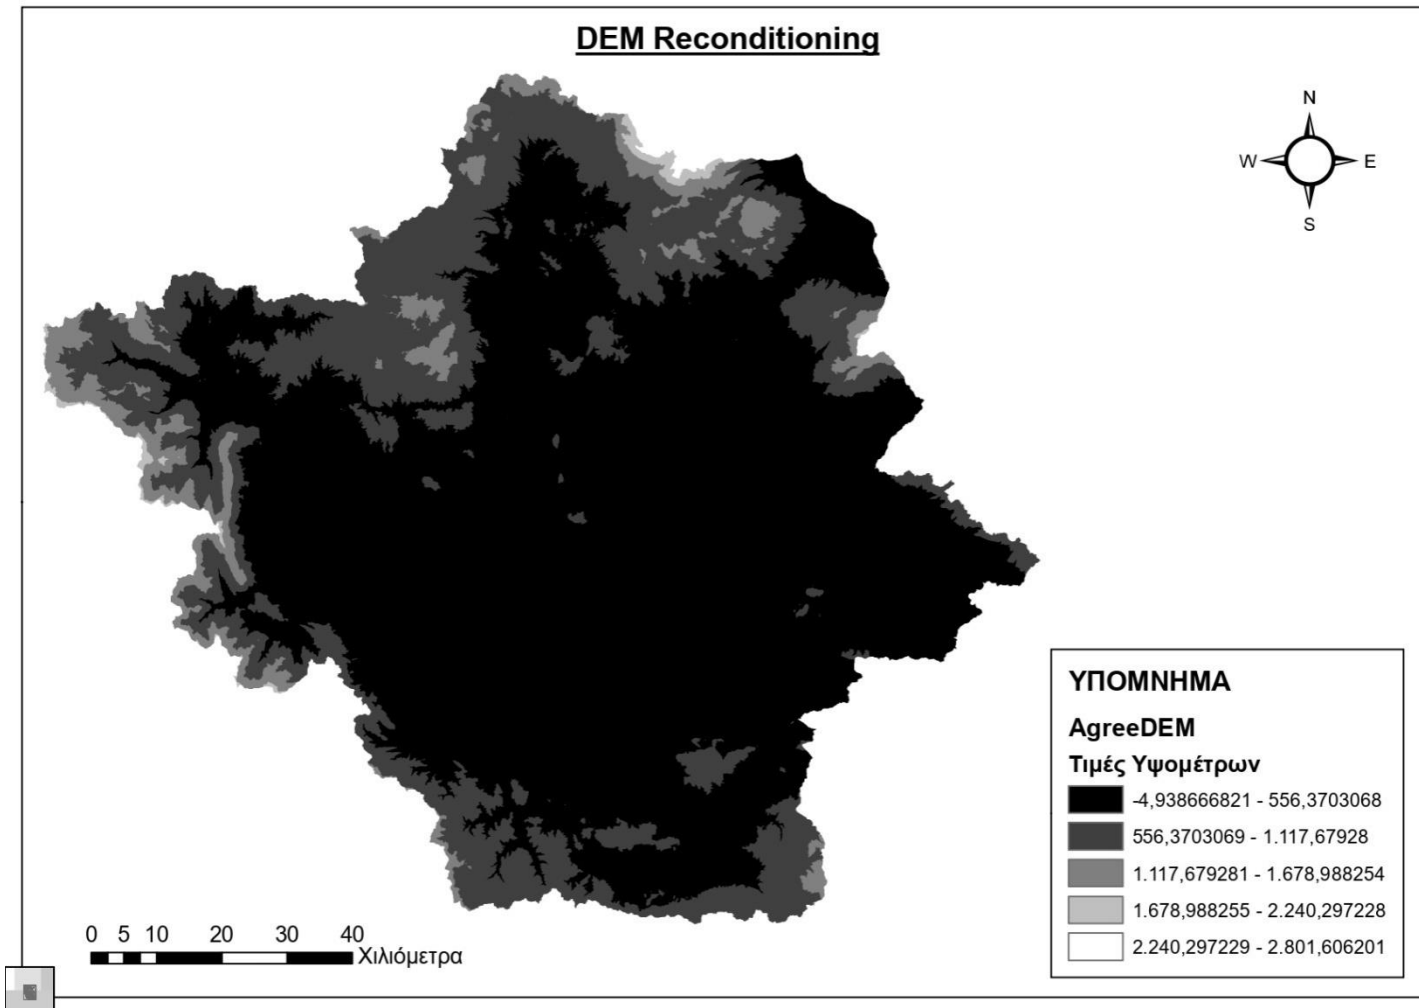 DEM Reconditioning
N
W E
S
ΥΠΟΜΝΗΜΑ
AgreeDEM
Τιμές Υψομέτρων
-4,938666821 - 556,3703068
556,3703069 - 1.117,67928
1.117,679281 - 1.678,988254
1.678,988255 - 2.240,297228
2.240,297229 - 2.801,606201
0 5 10 20 30 40
Χιλιόμετρα